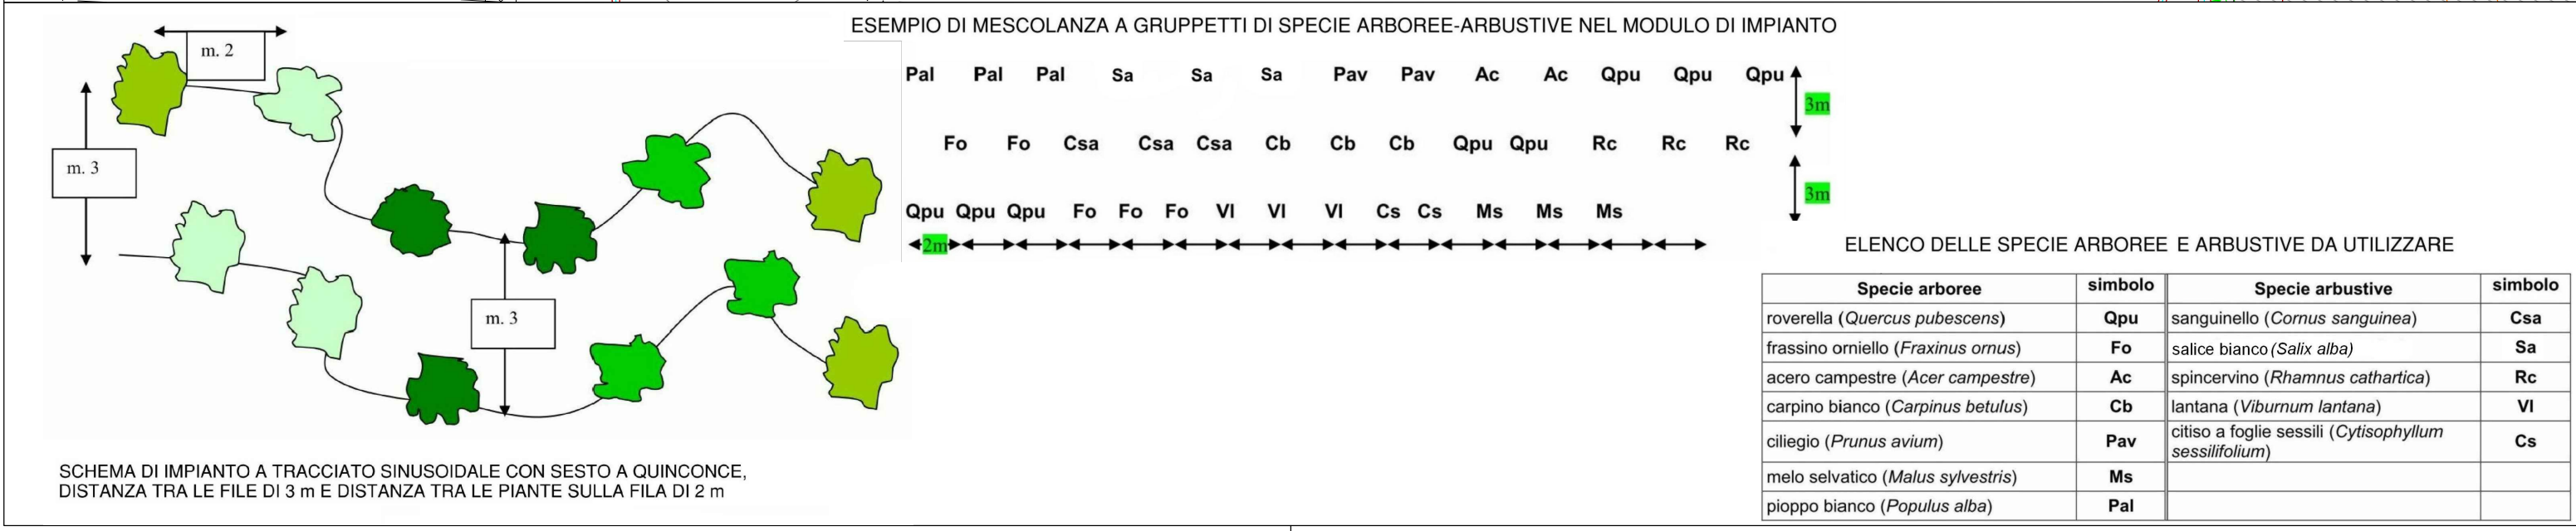 ESEMPIO DI MESCOLANZA A GRUPPETTI DI SPECIE ARBOREE-ARBUSTIVE NEL MODULO DI IMPIANTO
m. 2
m. 3
m. 3
Pal Pal Pal Sa Sa Sa Pav Pav Ac Ac Qpu Qpu Qpu
3m
Fo Fo Csa Csa Csa Cb Cb Cb Qpu Qpu Rc Rc Rc
3m
Qpu Qpu Qpu Fo Fo Fo Vl Vl Vl Cs Cs Ms Ms Ms
2m
SCHEMA DI IMPIANTO A TRACCIATO SINUSOIDALE CON SESTO A QUINCONCE,
DISTANZA TRA LE FILE DI 3 m E DISTANZA TRA LE PIANTE SULLA FILA DI 2 m
ELENCO DELLE SPECIE ARBOREE E ARBUSTIVE DA UTILIZZARE
Specie arboree simbolo Specie arbustive simbolo
roverella (Quercus pubescens) Qpu sanguinello (Cornus sanguinea) Csa
frassino orniello (Fraxinus ornus) Fo salice bianco (Salix alba) Sa
acero campestre (Acer campestre) Ac spincervino (Rhamnus cathartica) Rc
carpino bianco (Carpinus betulus) Cb lantana (Viburnum lantana) Vl
ciliegio (Prunus avium) Pav citiso a foglie sessili (Cytisophyllum
sessilifolium) Cs
melo selvatico (Malus sylvestris) Ms
pioppo bianco (Populus alba) Pal